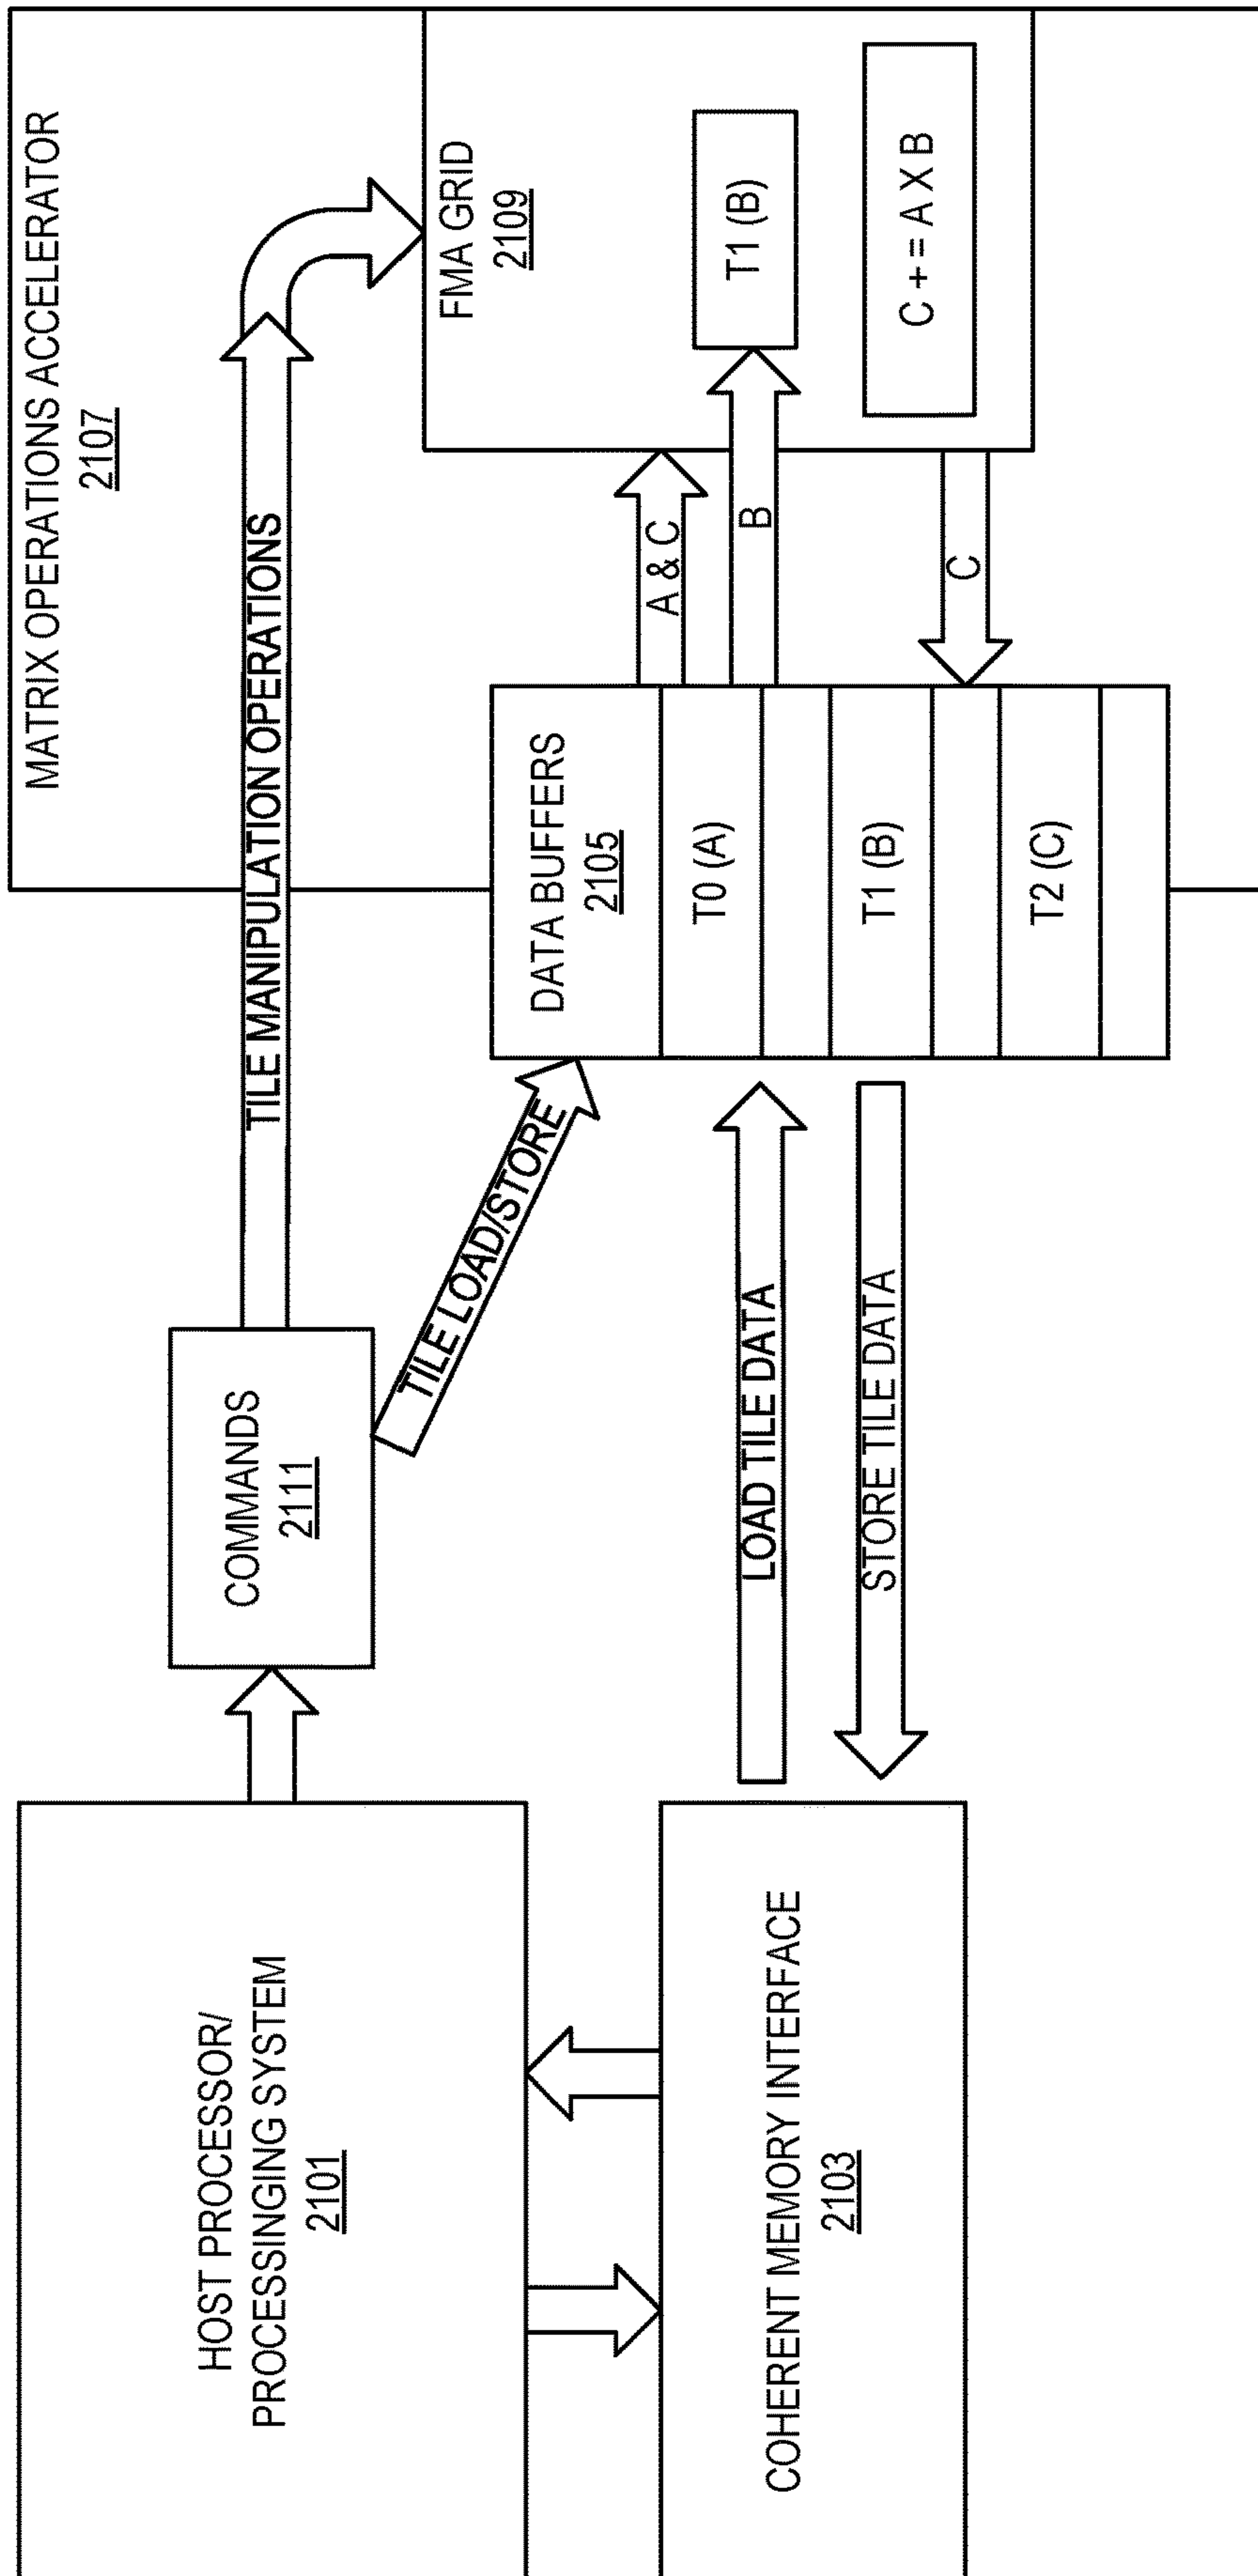 HOST PROCESSOR/
PROCESSINGING SYSTEM
2101
COHERENT MEMORY INTERFACE
2103
COMMANDS
2111
TILE LOAD/STORE
LOAD TILE DATA
STORE TILE DATA
TILE MANIPULATION OPERATIONS
DATA BUFFERS
2105
T0 (A)
T1 (B)
T2 (C)
MATRIX OPERATIONS ACCELERATOR
2107
A & C
B
C
FMA GRID
2109
T1 (B)
C + = A X B